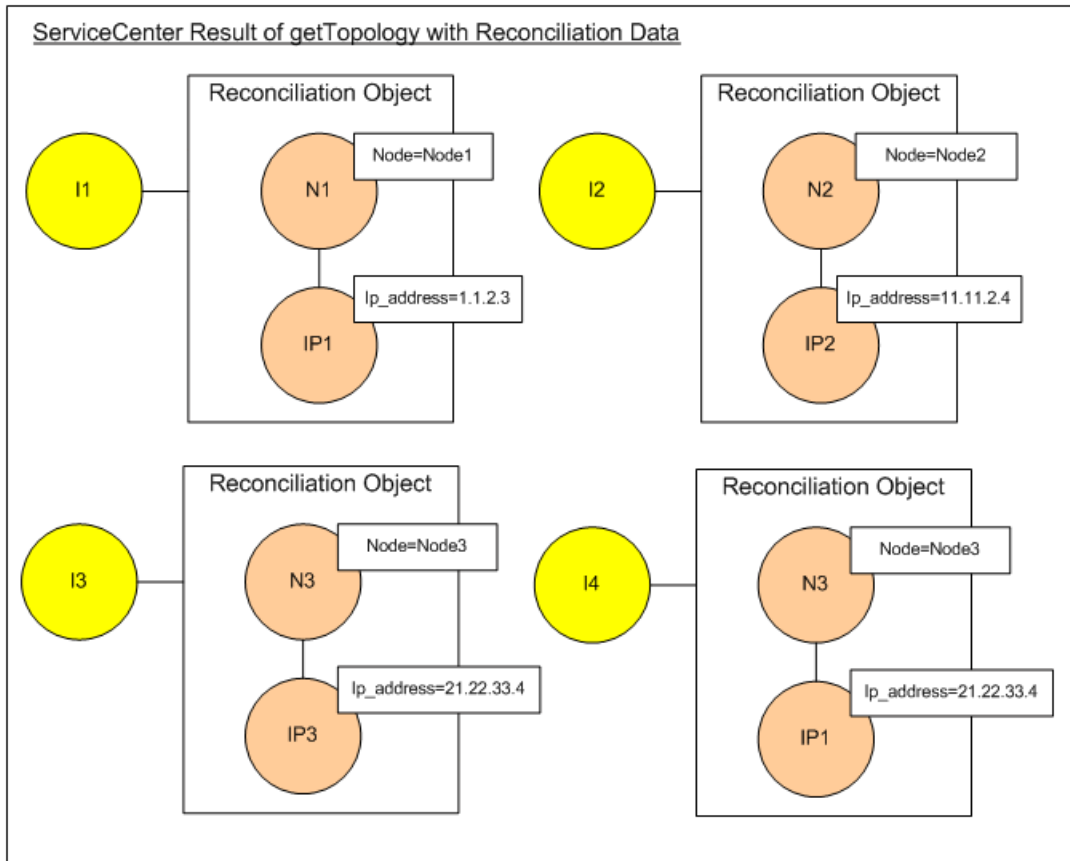 ServiceCenter Result of getTopology with Reconciliation Data
Reconciliation Object
I1
N1
Node=Node1
Ip_address=1.1.2.3
IP1
Reconciliation Object
I2
N2
Node=Node2
Ip_address=11.11.2.4
IP2
Reconciliation Object
I3
N3
Node=Node3
Ip_address=21.22.33.4
IP3
Reconciliation Object
I4
N3
Node=Node3
Ip_address=21.22.33.4
IP1